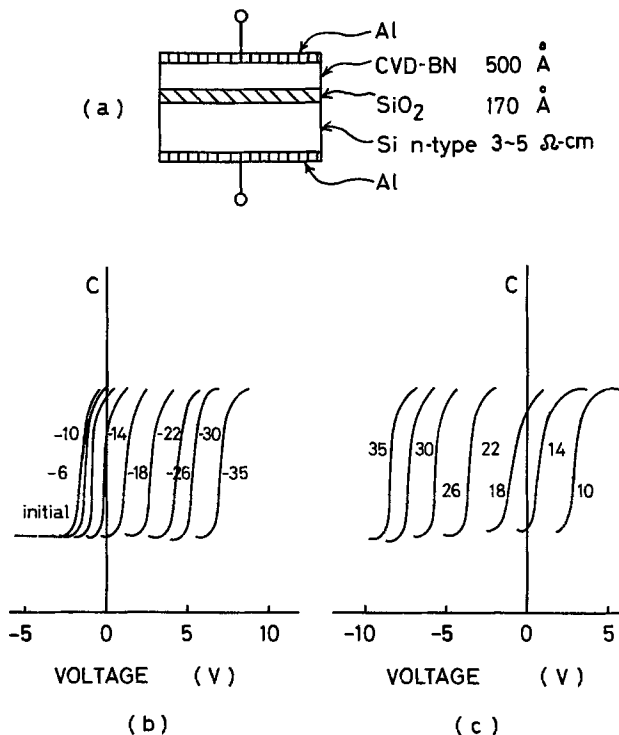 Al
CVD-BN 500 Å
(a)
SiO₂ 170 Å
Si n-type 3~5 Ω-cm
Al
C
-10
-14
-22
-30
-6
-18
-26
-35
initial
-5 0 5 10
VOLTAGE (V)
(b)
C
35
30
22
14
26
18
10
-10 -5 0 5
VOLTAGE (V)
(c)